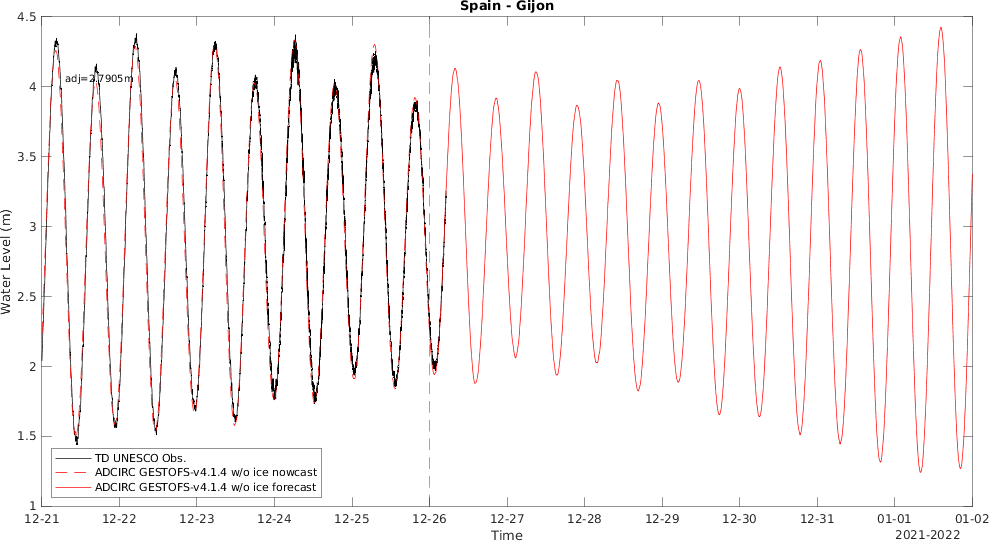 Spain - Gijon
4.5
4
3.5
3
2.5
2
1.5
1
Water Level (m)
adj=2.7905m
TD UNESCO Obs.
ADCIRC GESTOFS-v4.1.4 w/o ice nowcast
ADCIRC GESTOFS-v4.1.4 w/o ice forecast
12-21 12-22 12-23 12-24 12-25 12-26 12-27 12-28 12-29 12-30 12-31 01-01 01-02
Time
2021-2022